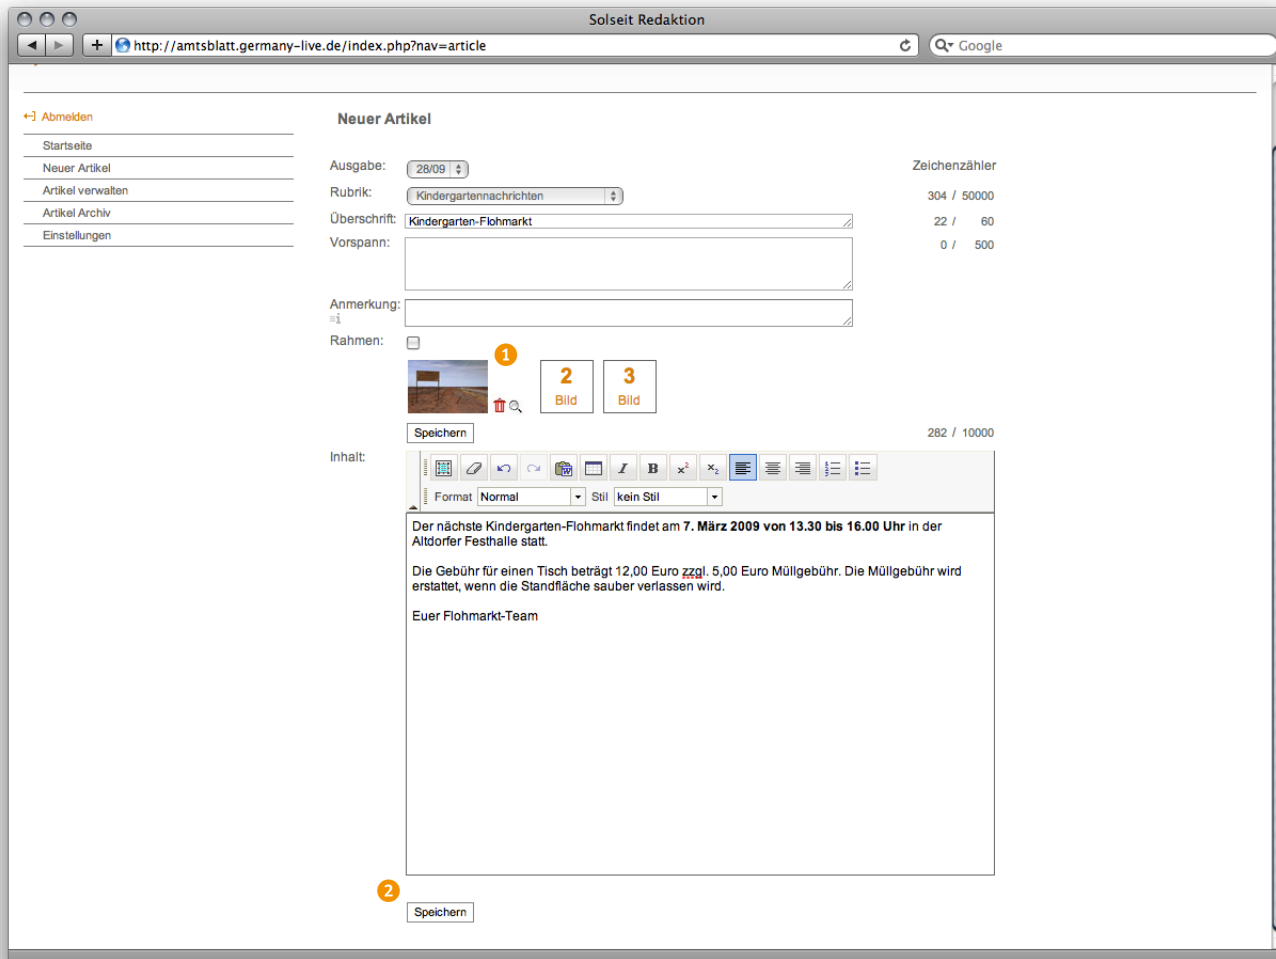 Solseit Redaktion
http://amtsblatt.germany-live.de/index.php?nav=article
Google
Abmelden
Startseite
Neuer Artikel
Artikel verwalten
Artikel Archiv
Einstellungen
Neuer Artikel
Ausgabe: 28/09 Zeichenzähler
Rubrik: Kindergartennachrichten 304 / 50000
Überschrift: Kindergarten-Flohmarkt 22 / 60
Vorspann: 0 / 500
Anmerkung:
Rahmen:
1
2 3
Bild Bild
Speichern 282 / 10000
Inhalt:
Format Normal Stil kein Stil
Der nächste Kindergarten-Flohmarkt findet am 7. März 2009 von 13.30 bis 16.00 Uhr in der
Altdorfer Festhalle statt.
Die Gebühr für einen Tisch beträgt 12,00 Euro zzgl. 5,00 Euro Müllgebühr. Die Müllgebühr wird
erstattet, wenn die Standfläche sauber verlassen wird.
Euer Flohmarkt-Team
2
Speichern